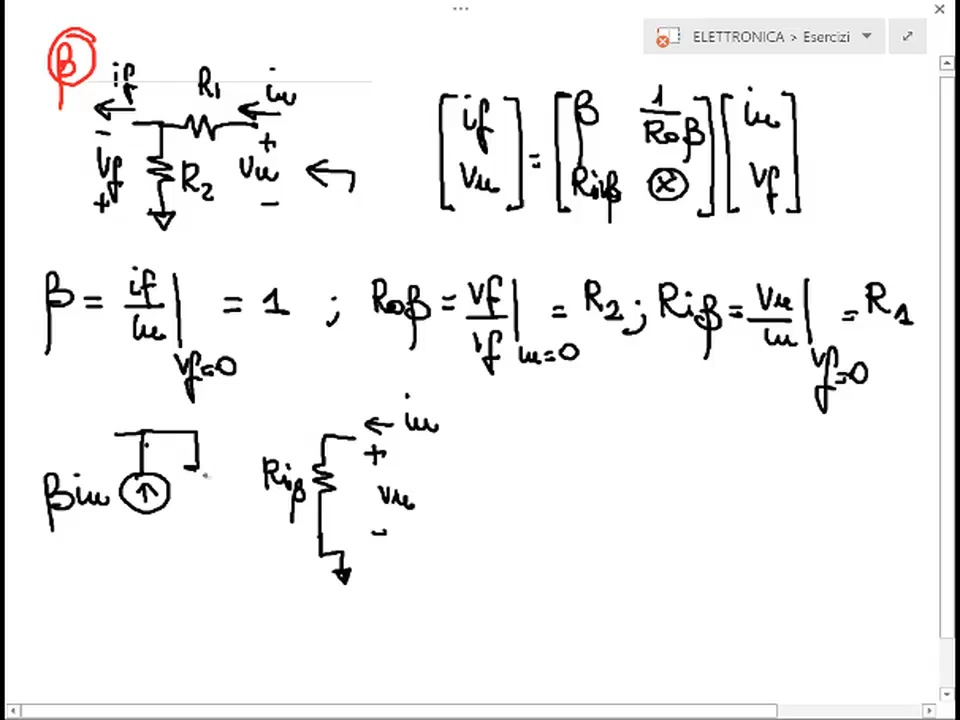 ELETTRONICA > Esercizi
β
if R1 iu
- +
Vf R2 Vu
+ -
[if Vu] = [β 1/Roβ Riβ ⊗] [iu Vf]
β = if/iu |Vf=0 = 1 ; Roβ = Vf/if |iu=0 = R2 ; Riβ = Vu/iu |Vf=0 = R1
iu
+
βiu Riβ Vu
-